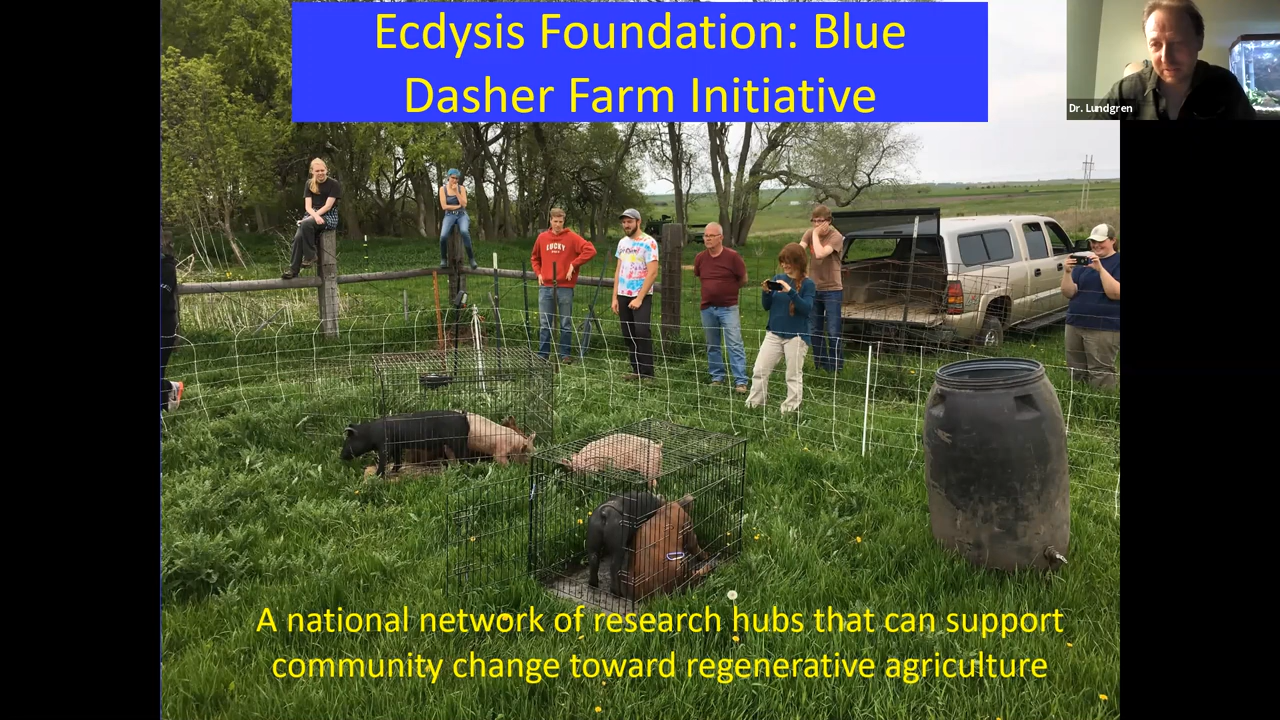 Ecdysis Foundation: Blue
Dasher Farm Initiative
Dr. Lundgren
LUCKY
A national network of research hubs that can support
community change toward regenerative agriculture